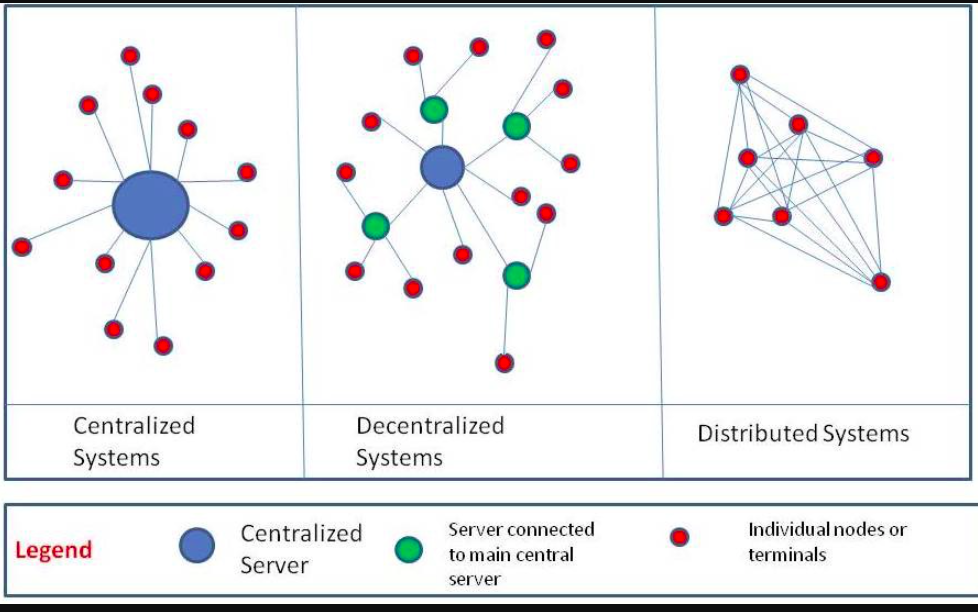 Centralized
Systems
Decentralized
Systems
Distributed Systems
Legend
Centralized
Server
Server connected
to main central
server
Individual nodes or
terminals